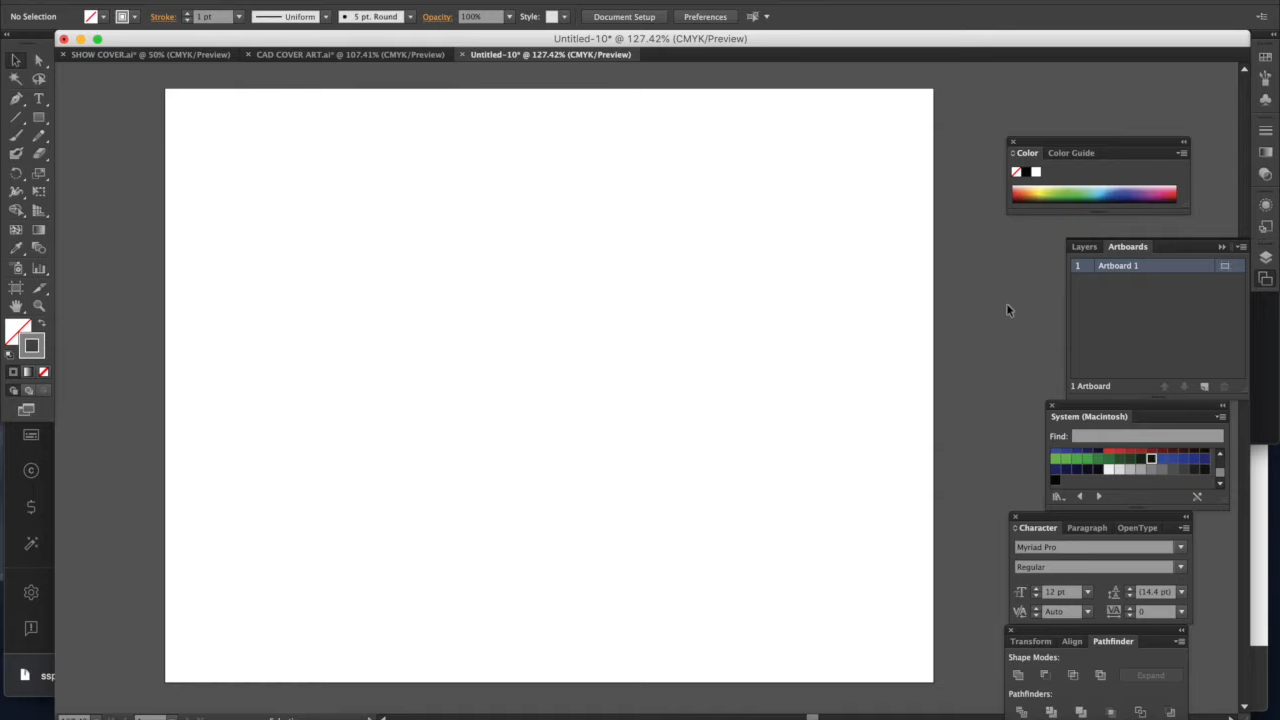 No Selection Stroke: 1 pt Uniform 5 pt. Round Opacity: 100% Style: Document Setup Preferences
Untitled-10* @ 127.42% (CMYK/Preview)
SHOW COVER.ai* @ 50% (CMYK/Preview) CAD COVER ART.ai* @ 107.41% (CMYK/Preview) Untitled-10* @ 127.42% (CMYK/Preview)
Color Color Guide
Layers Artboards
1 Artboard 1
1 Artboard
System (Macintosh)
Find:
Character Paragraph OpenType
Myriad Pro
Regular
12 pt (14.4 pt)
Auto 0
Transform Align Pathfinder
Shape Modes:
Expand
Pathfinders:
ssp